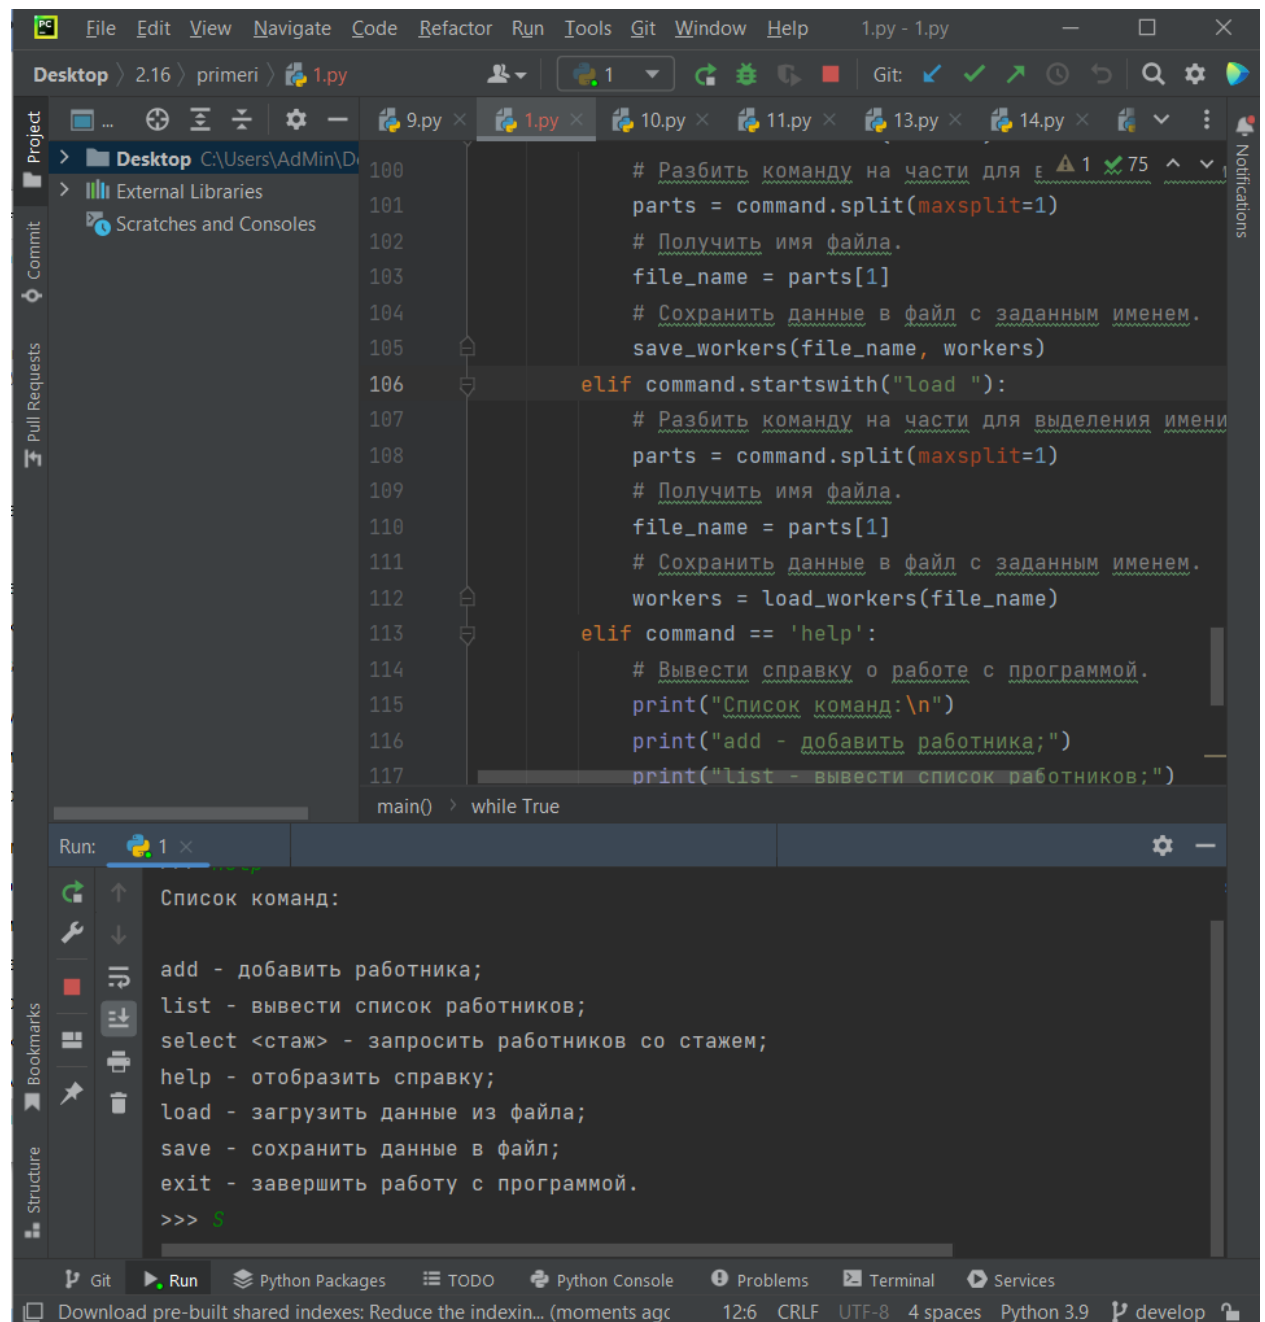 File Edit View Navigate Code Refactor Run Tools Git Window Help 1.py - 1.py
Desktop 2.16 primeri 1.py 1 Git:
Project
Commit
Pull Requests
Bookmarks
Structure
Notifications
...
Desktop C:\Users\AdMin\D
External Libraries
Scratches and Consoles
9.py 1.py 10.py 11.py 13.py 14.py
1 75
100 # Разбить команду на части для
101 parts = command.split(maxsplit=1)
102 # Получить имя файла.
103 file_name = parts[1]
104 # Сохранить данные в файл с заданным именем.
105 save_workers(file_name, workers)
106 elif command.startswith("load "):
107 # Разбить команду на части для выделения имени
108 parts = command.split(maxsplit=1)
109 # Получить имя файла.
110 file_name = parts[1]
111 # Сохранить данные в файл с заданным именем.
112 workers = load_workers(file_name)
113 elif command == 'help':
114 # Вывести справку о работе с программой.
115 print("Список команд:\n")
116 print("add - добавить работника;")
117 print("list - вывести список работников;")
main() while True
Run: 1
Список команд:
add - добавить работника;
list - вывести список работников;
select <стаж> - запросить работников со стажем;
help - отобразить справку;
load - загрузить данные из файла;
save - сохранить данные в файл;
exit - завершить работу с программой.
>>> S
Git Run Python Packages TODO Python Console Problems Terminal Services
Download pre-built shared indexes: Reduce the indexin... (moments agc 12:6 CRLF UTF-8 4 spaces Python 3.9 develop